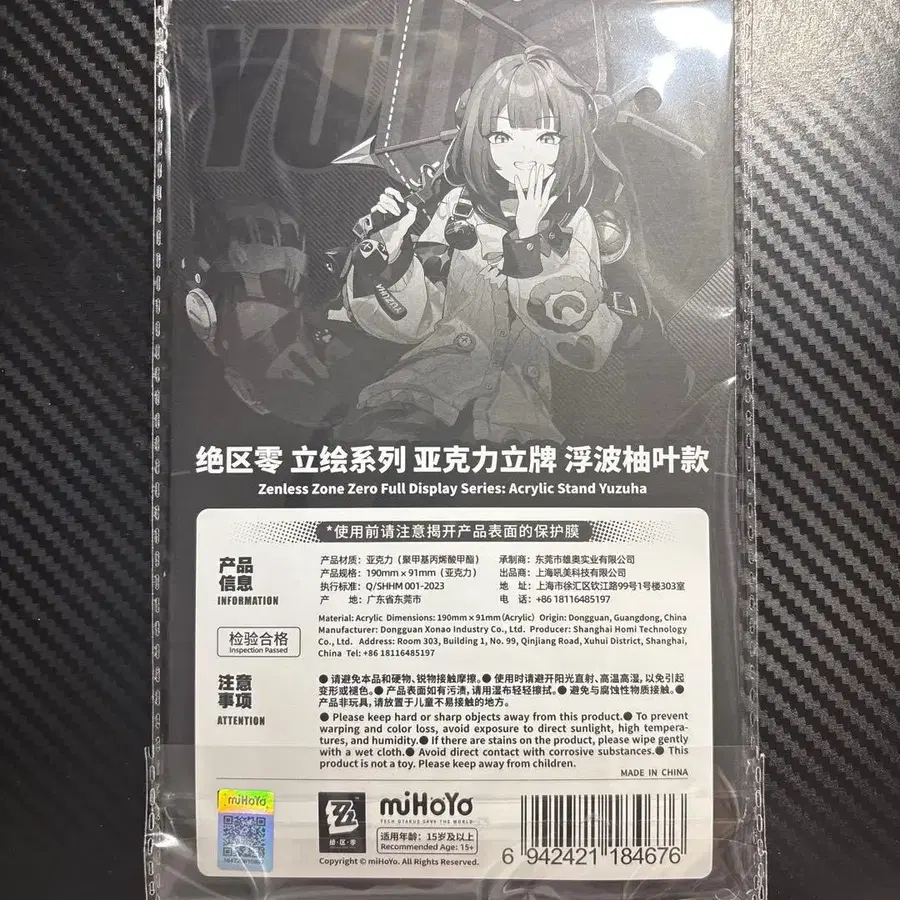 YUZUHA
绝区零 立绘系列 亚克力立牌 浮波柚叶款
Zenless Zone Zero Full Display Series: Acrylic Stand Yuzuha
*使用前请注意揭开产品表面的保护膜
产品
信息
INFORMATION
产品材质：亚克力（聚甲基丙烯酸甲酯）
产品规格：190mm×91mm（亚克力）
执行标准：Q/SHHM 001-2023
产 地：广东省东莞市
承制商：东莞市雄奥实业有限公司
出品商：上海吼美科技有限公司
地 址：上海市徐汇区钦江路99号1号楼303室
电 话：+86 18116485197
检验合格
Inspection Passed
Material: Acrylic Dimensions: 190mm×91mm (Acrylic) Origin: Dongguan, Guangdong, China
Manufacturer: Dongguan Xonao Industry Co., Ltd. Producer: Shanghai Homi Technology
Co., Ltd. Address: Room 303, Building 1, No. 99, Qinjiang Road, Xuhui District, Shanghai,
China Tel: +86 18116485197
注意
事项
ATTENTION
● 请避免本品和硬物、锐物接触摩擦。● 使用时请避开阳光直射、高温高湿，以免引起
变形或褪色。● 产品表面如有污渍，请用湿布轻轻擦拭。● 避免与腐蚀性物质接触。●
产品非玩具，请放置于儿童不易接触的地方。
● Please keep hard or sharp objects away from this product.● To prevent
warping and color loss, avoid exposure to direct sunlight, high tempera-
tures, and humidity.● If there are stains on the product, please wipe gently
with a wet cloth.● Avoid direct contact with corrosive substances.● This
product is not a toy. Please keep away from children.
MADE IN CHINA
miHoYo
绝·区·零
miHoYo
TECH OTAKUS SAVE THE WORLD
适用年龄：15岁及以上
Recommended Age: 15+
Copyright © miHoYo. All Rights Reserved.
6 942421 184676